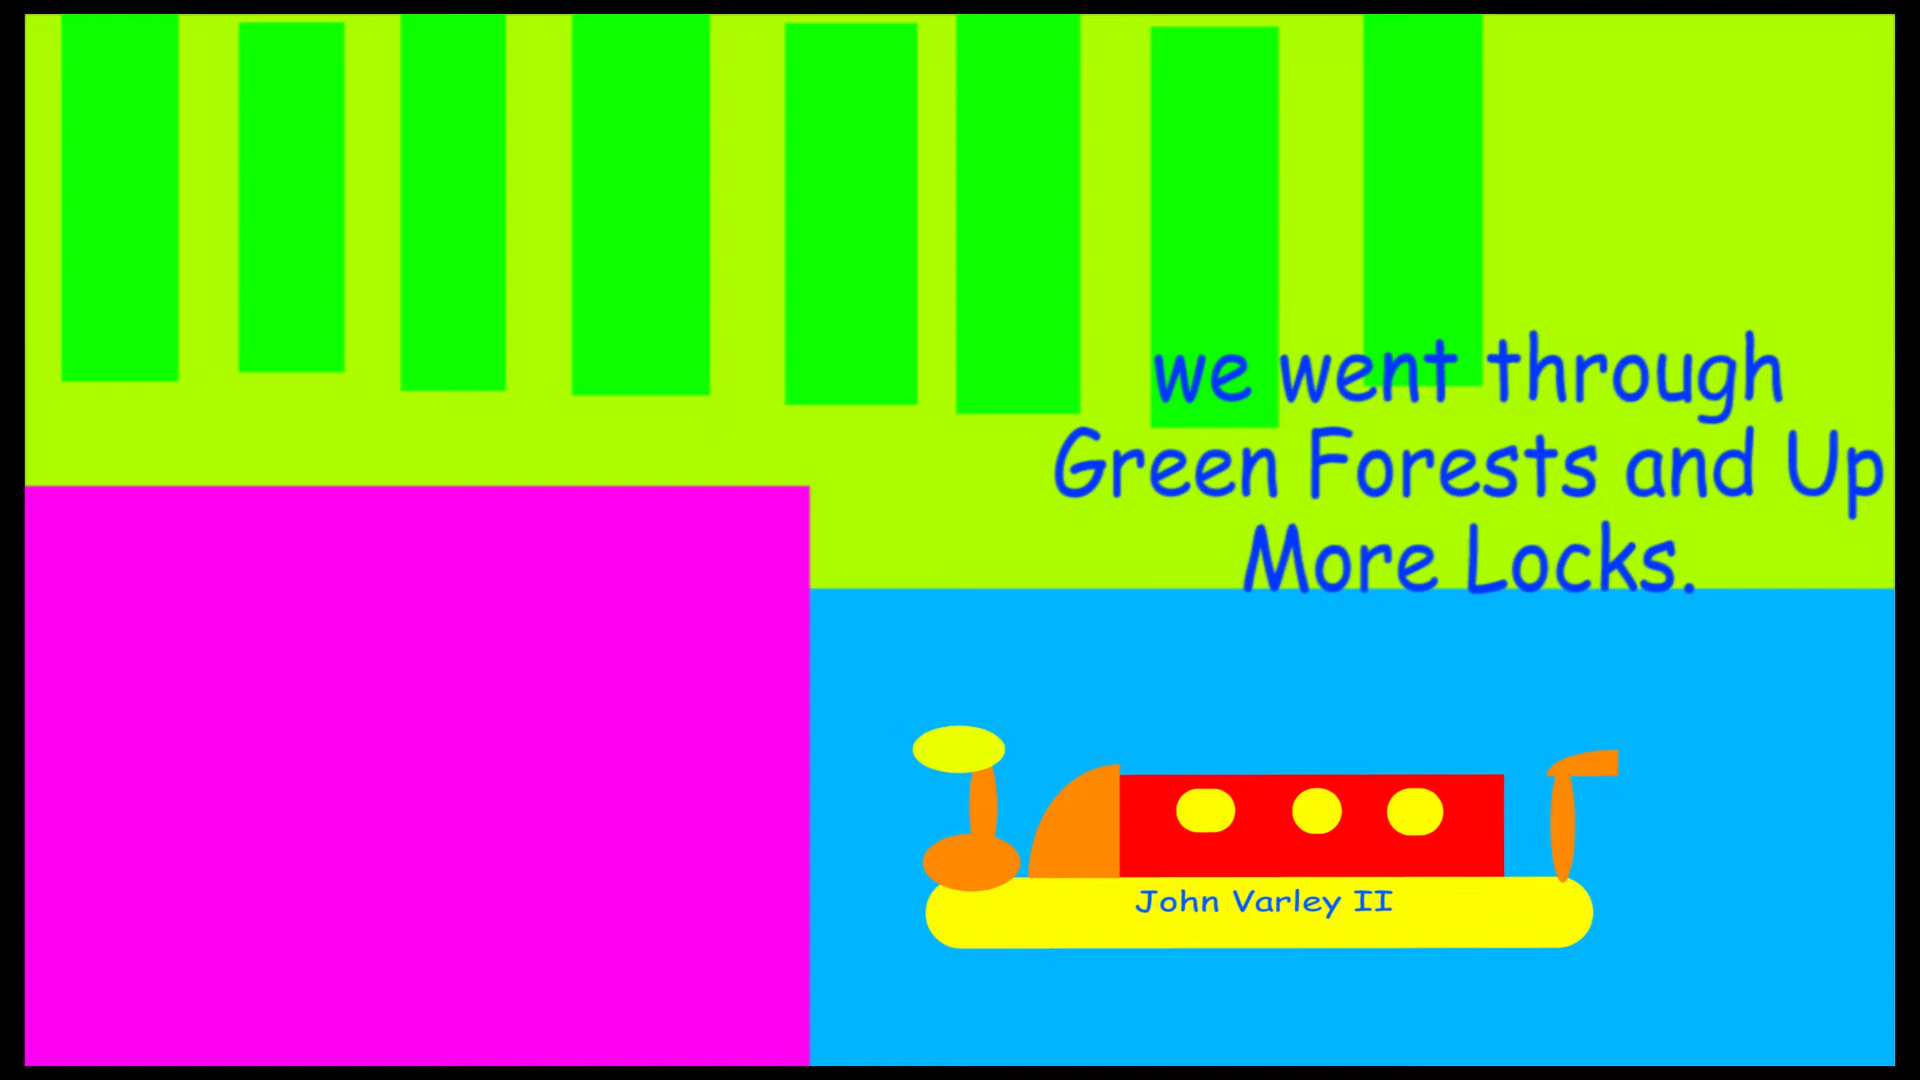 we went through
Green Forests and Up
More Locks.
John Varley II